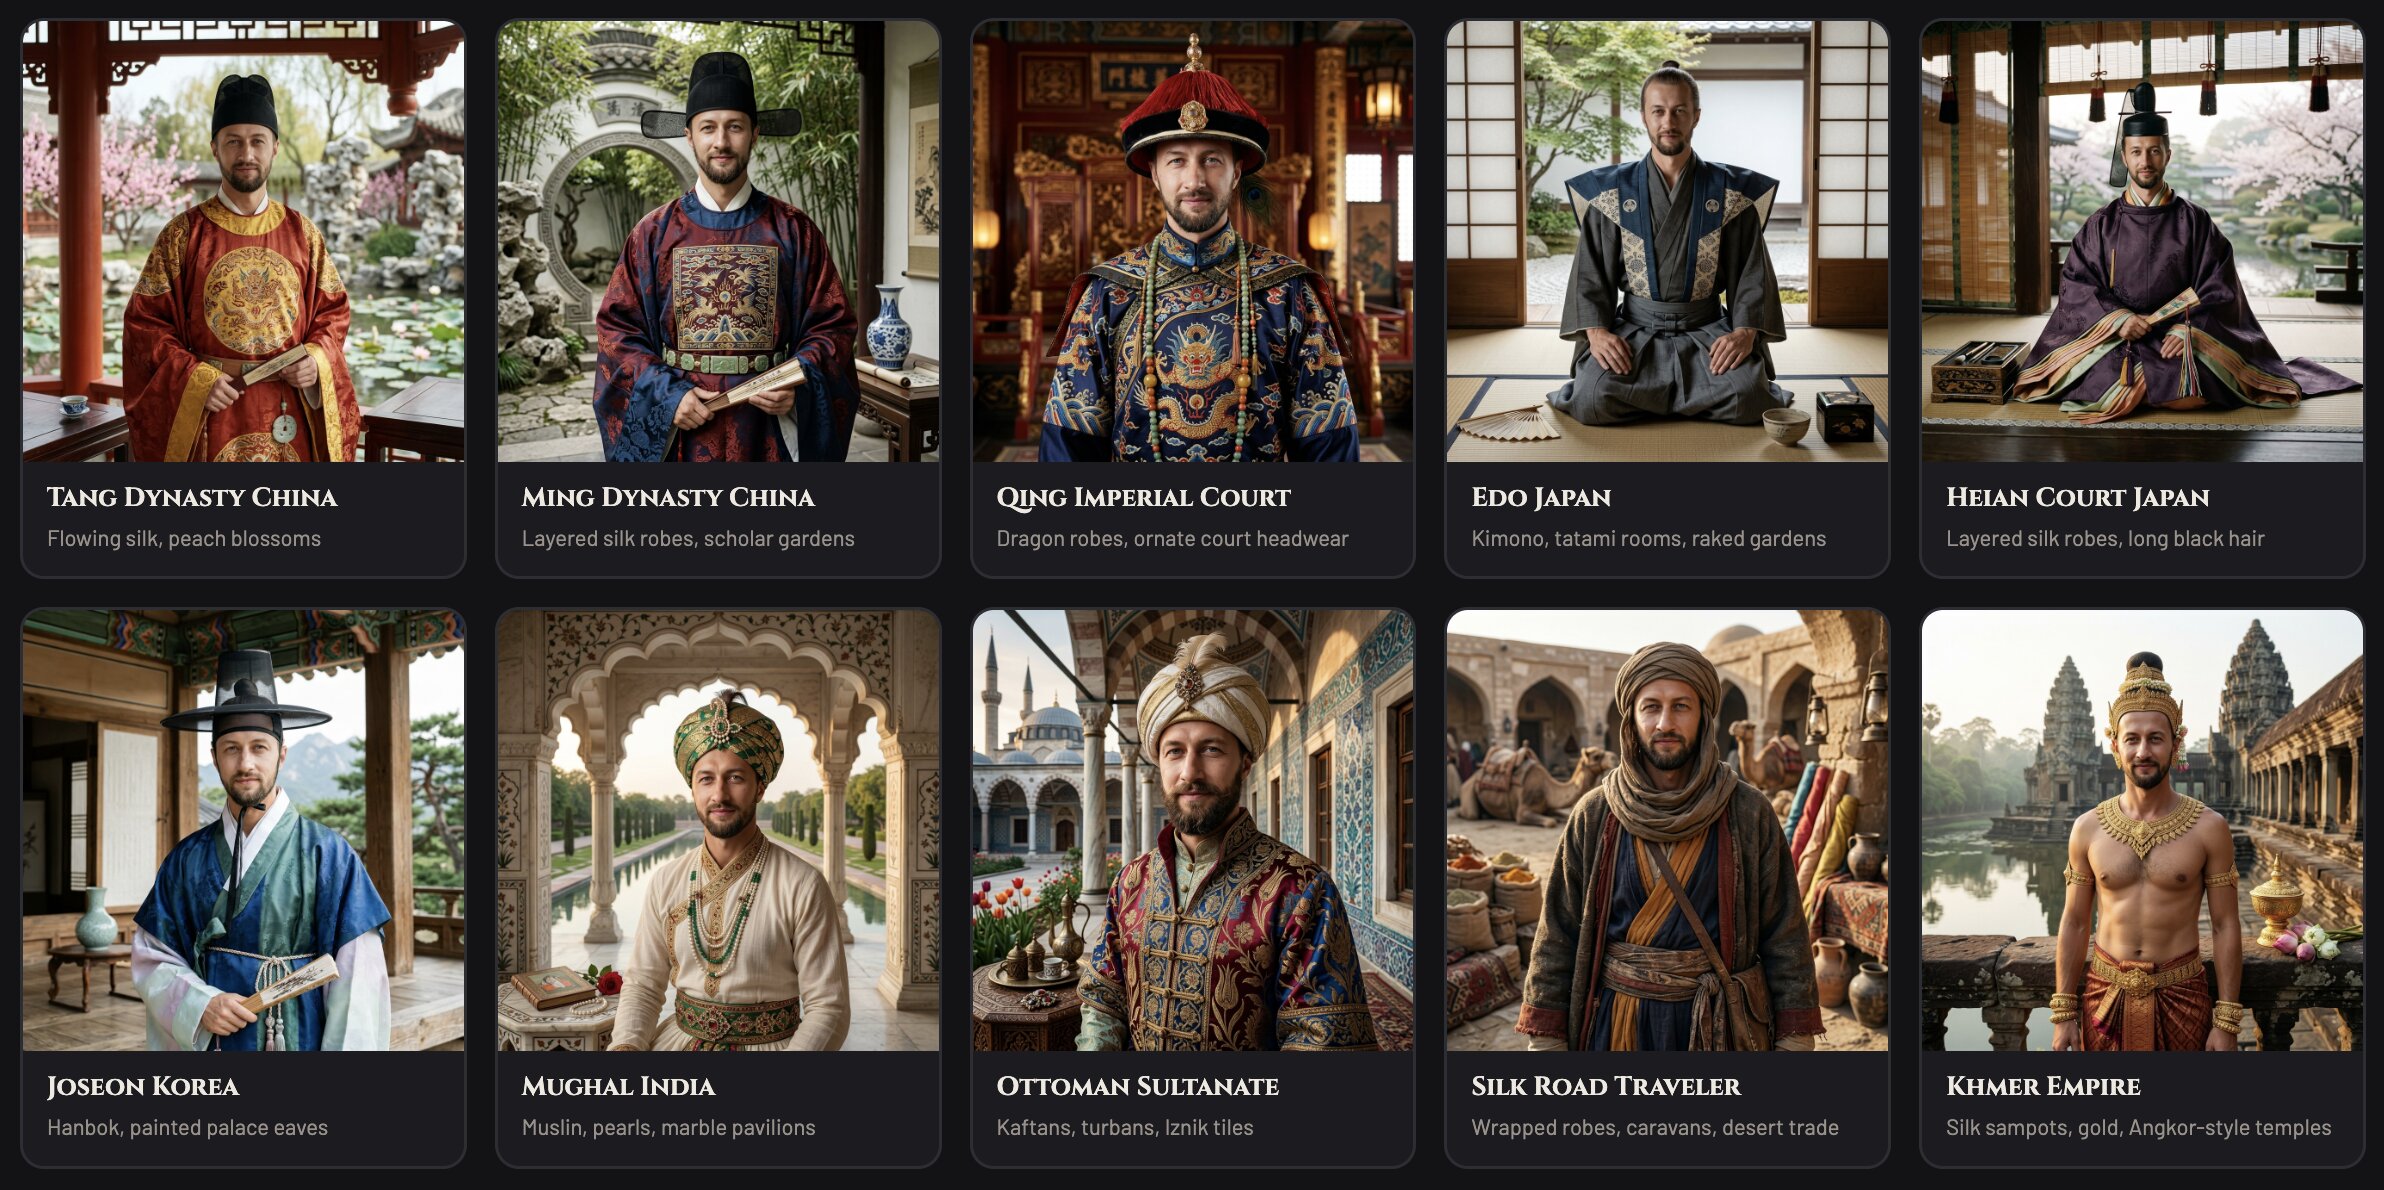 Tang Dynasty China
Flowing silk, peach blossoms
Ming Dynasty China
Layered silk robes, scholar gardens
Qing Imperial Court
Dragon robes, ornate court headwear
Edo Japan
Kimono, tatami rooms, raked gardens
Heian Court Japan
Layered silk robes, long black hair
Joseon Korea
Hanbok, painted palace eaves
Mughal India
Muslin, pearls, marble pavilions
Ottoman Sultanate
Kaftans, turbans, Iznik tiles
Silk Road Traveler
Wrapped robes, caravans, desert trade
Khmer Empire
Silk sampots, gold, Angkor-style temples